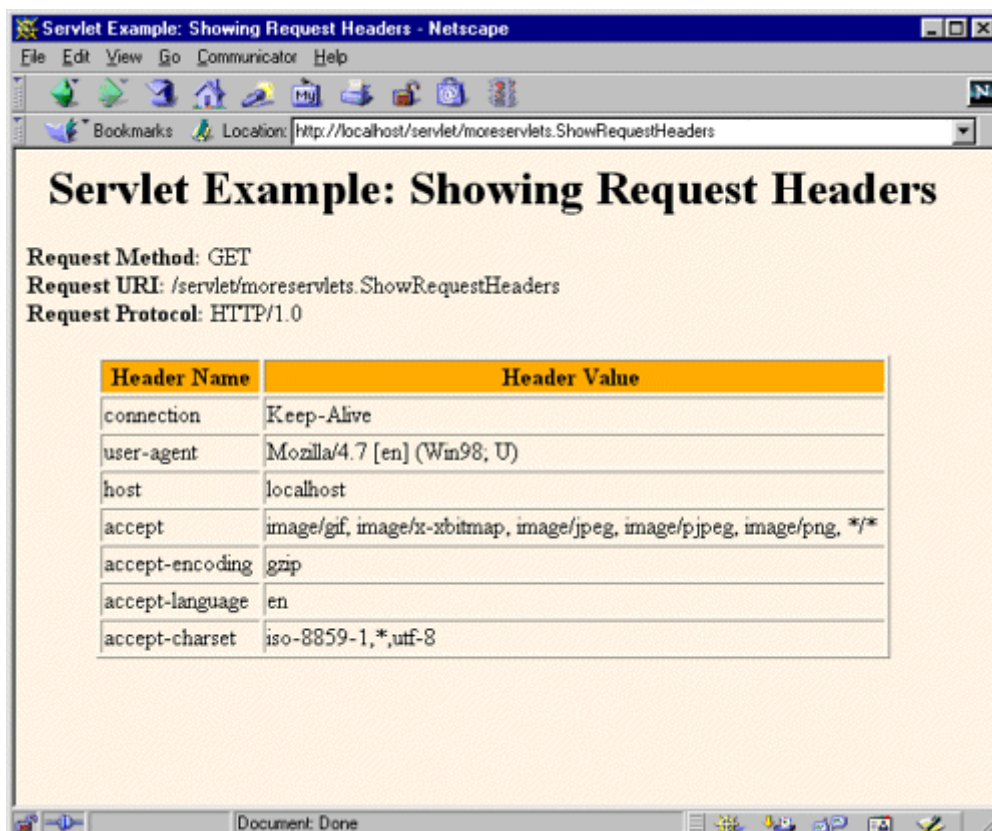 Servlet Example: Showing Request Headers - Netscape
File Edit View Go Communicator Help
My
N
Bookmarks Location: http://localhost/servlet/moreservlets.ShowRequestHeaders
Servlet Example: Showing Request Headers
Request Method: GET
Request URI: /servlet/moreservlets.ShowRequestHeaders
Request Protocol: HTTP/1.0
Header Name Header Value
connection Keep-Alive
user-agent Mozilla/4.7 [en] (Win98; U)
host localhost
accept image/gif, image/x-xbitmap, image/jpeg, image/pjpeg, image/png, */*
accept-encoding gzip
accept-language en
accept-charset iso-8859-1,*,utf-8
Document: Done